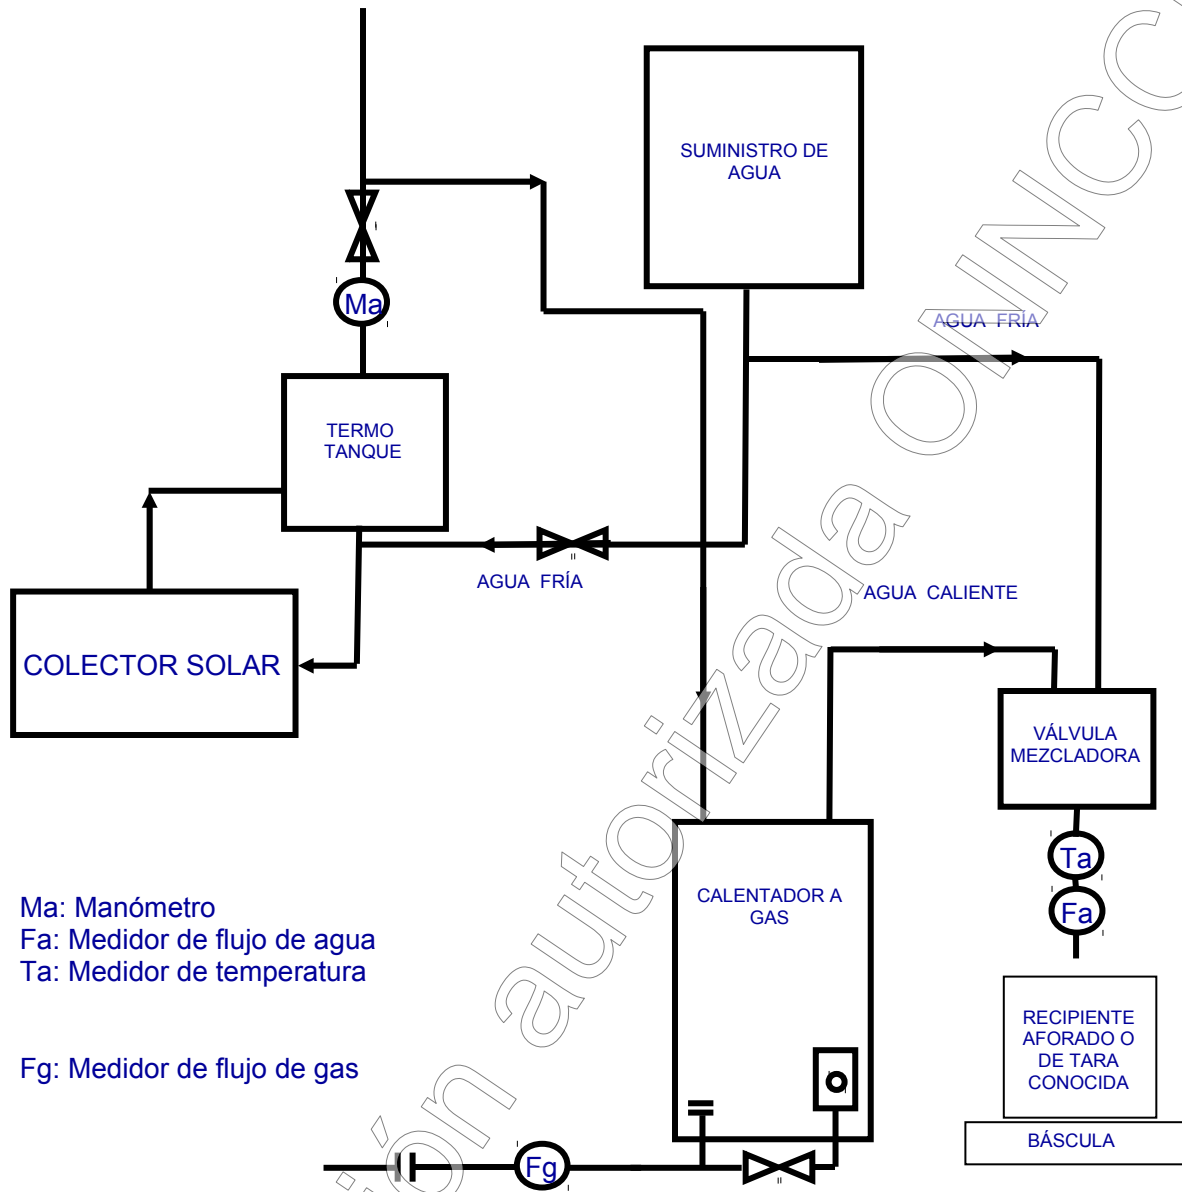 SUMINISTRO DE
AGUA
Ma
AGUA FRÍA
TERMO
TANQUE
AGUA FRÍA
AGUA CALIENTE
COLECTOR SOLAR
VÁLVULA
MEZCLADORA
Ta
CALENTADOR A
GAS
Fa
Ma: Manómetro
Fa: Medidor de flujo de agua
Ta: Medidor de temperatura
RECIPIENTE
AFORADO O
DE TARA
CONOCIDA
Fg: Medidor de flujo de gas
BÁSCULA
Fg
autorizada